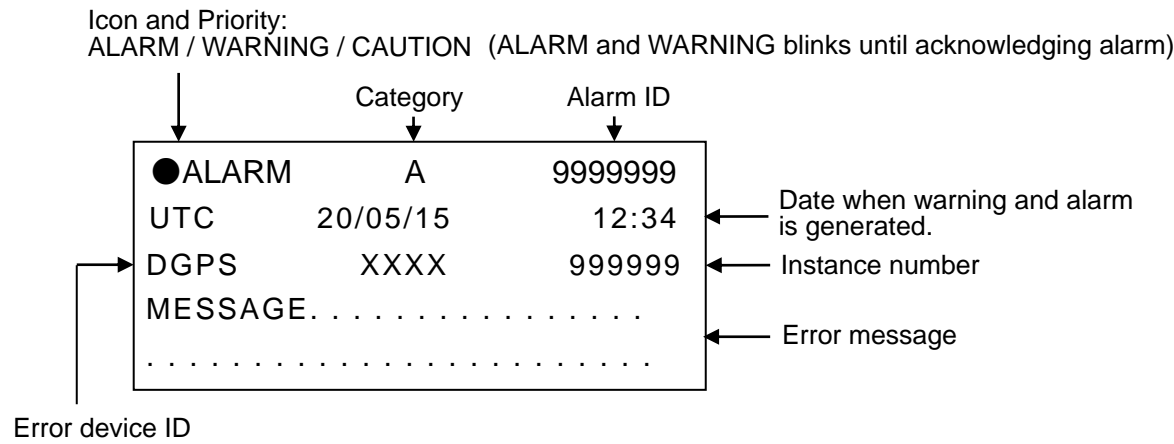 Icon and Priority:
ALARM / WARNING / CAUTION (ALARM and WARNING blinks until acknowledging alarm)
Category Alarm ID
●ALARM A 9999999
UTC 20/05/15 12:34
Date when warning and alarm
is generated.
DGPS XXXX 999999
Instance number
MESSAGE. . . . . . . . . . . . . . . .
Error message
. . . . . . . . . . . . . . . . . . . . . . . . .
Error device ID